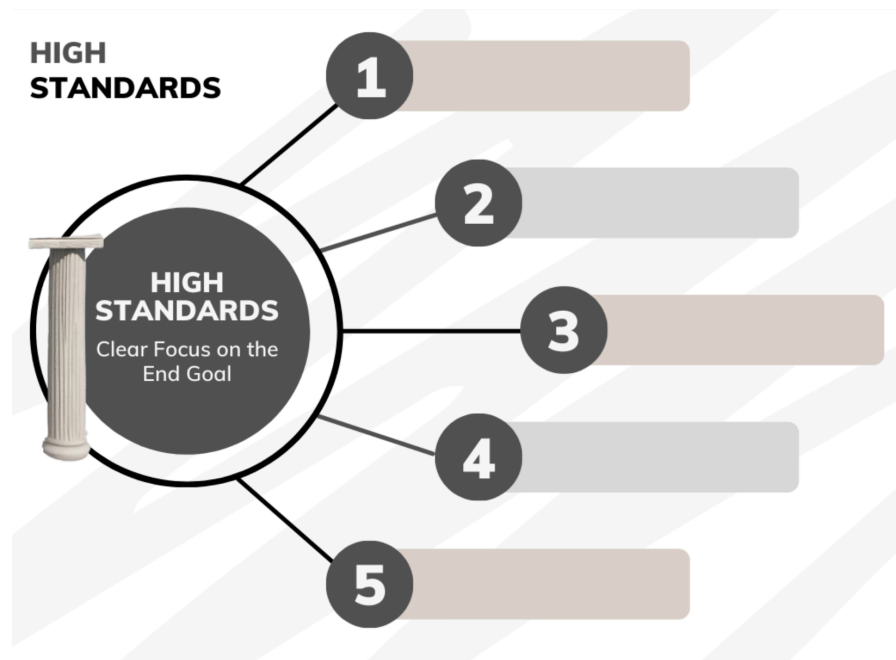 HIGH
STANDARDS
1
2
HIGH
STANDARDS
Clear Focus on the
End Goal
3
4
5